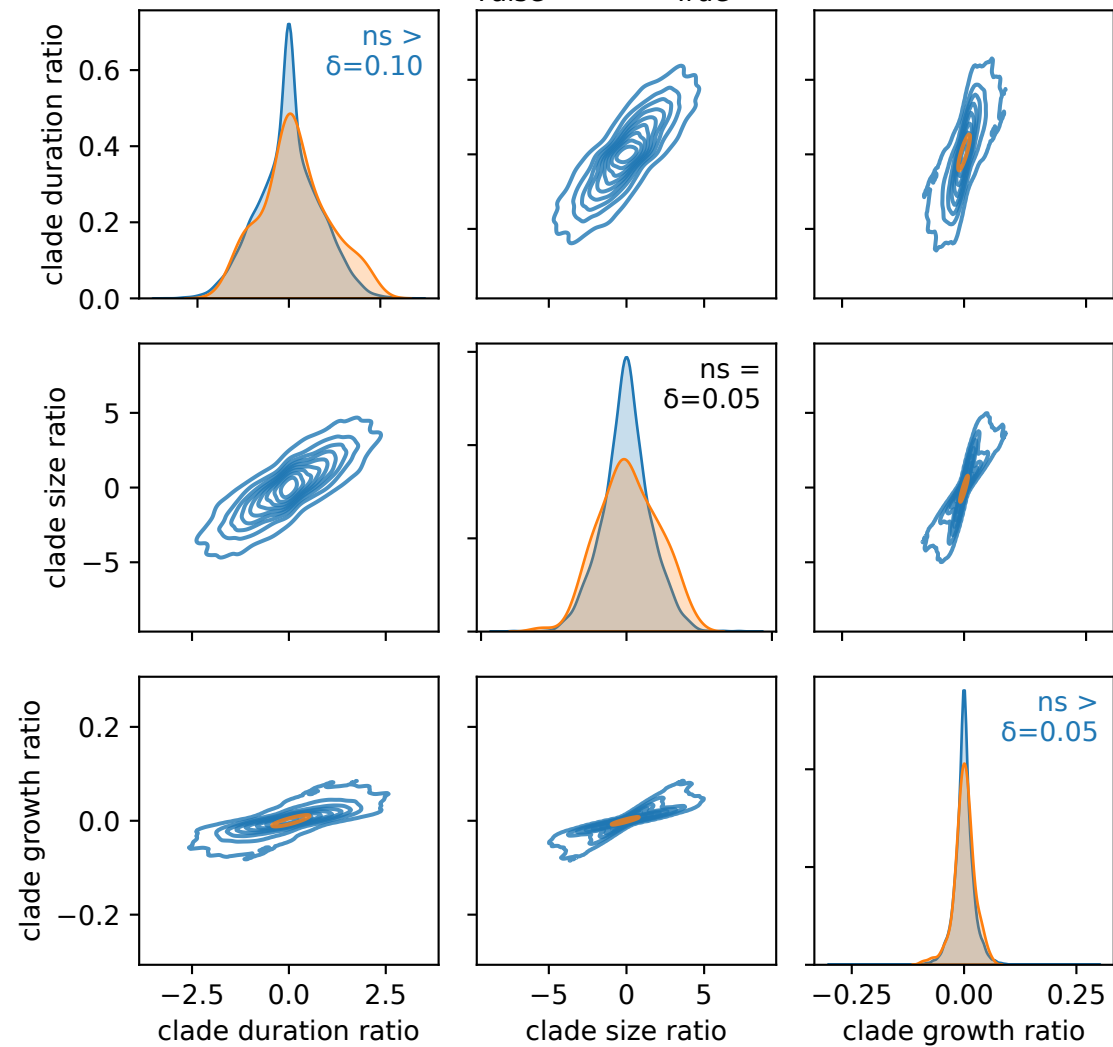 clade duration ratio
0.6
0.4
0.2
0.0
ns >
δ=0.10
clade size ratio
5
0
−5
ns =
δ=0.05
clade growth ratio
0.2
0.0
−0.2
ns >
δ=0.05
−2.5 0.0 2.5
−5 0 5
−0.25 0.00 0.25
clade duration ratio
clade size ratio
clade growth ratio